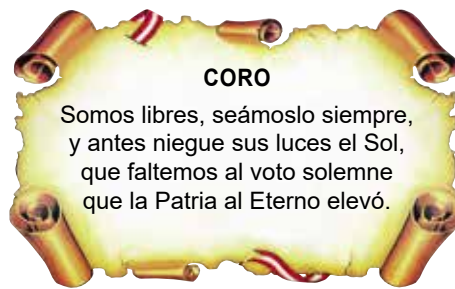 CORO
Somos libres, seámoslo siempre,
y antes niegue sus luces el Sol,
que faltemos al voto solemne
que la Patria al Eterno elevó.